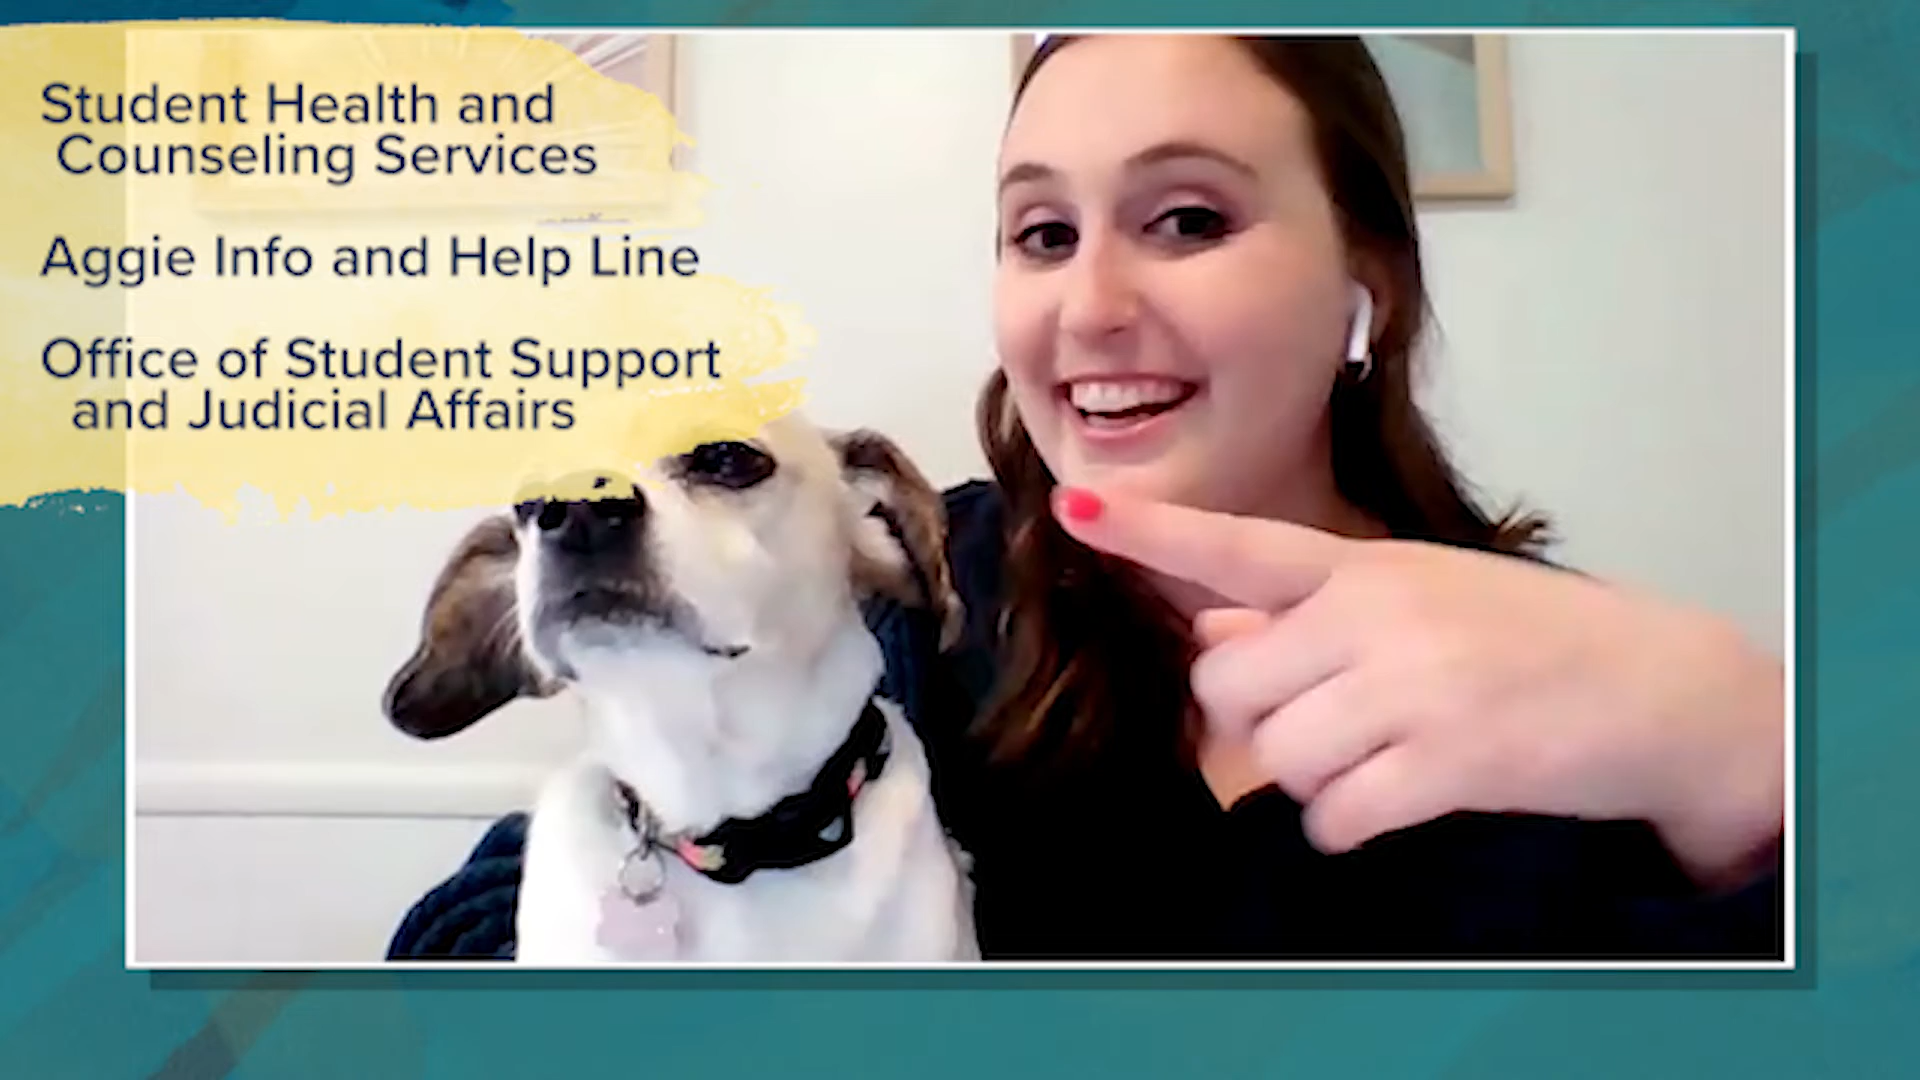 Student Health and
Counseling Services
Aggie Info and Help Line
Office of Student Support
and Judicial Affairs